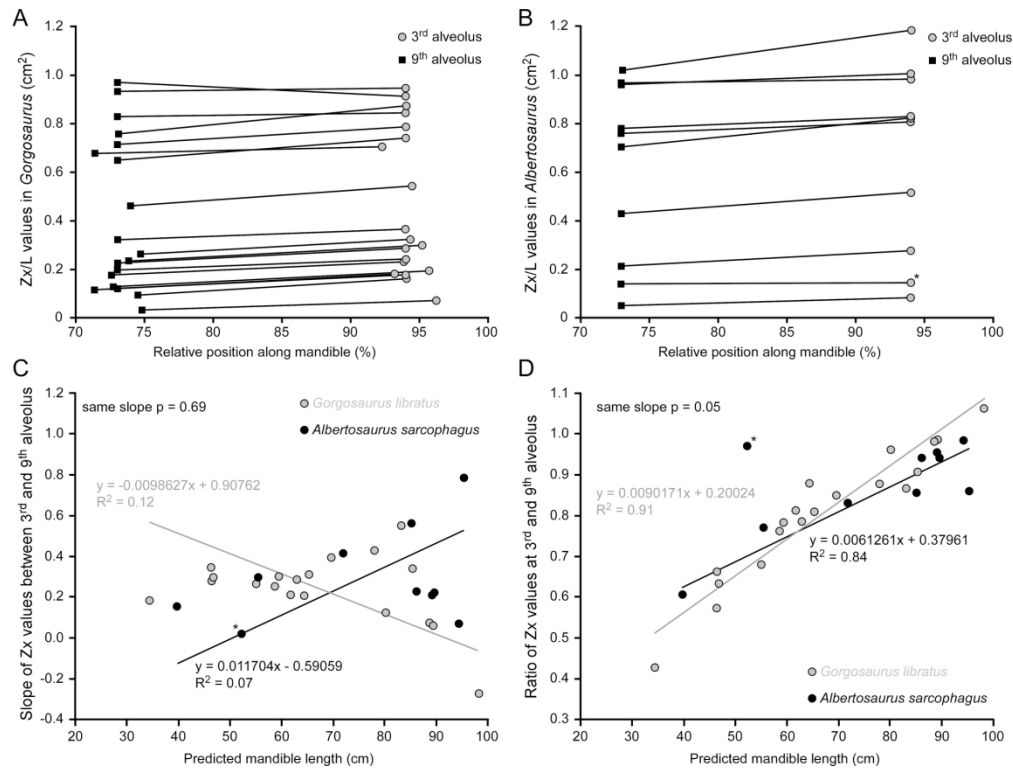 A
Zx/L values in Gorgosaurus (cm²)
1.2
1.0
0.8
0.6
0.4
0.2
0
3rd alveolus
9th alveolus
70 75 80 85 90 95 100
Relative position along mandible (%)
B
Zx/L values in Albertosaurus (cm²)
1.2
1.0
0.8
0.6
0.4
0.2
0
3rd alveolus
9th alveolus
*
70 75 80 85 90 95 100
Relative position along mandible (%)
C
Slope of Zx values between 3rd and 9th alveolus
1.2
1.0
0.8
0.6
0.4
0.2
0.0
-0.2
-0.4
same slope p = 0.69
Gorgosaurus libratus
Albertosaurus sarcophagus
y = -0.0098627x + 0.90762
R² = 0.12
*
y = 0.011704x - 0.59059
R² = 0.07
20 30 40 50 60 70 80 90 100
Predicted mandible length (cm)
D
Ratio of Zx values at 3rd and 9th alveolus
1.1
1.0
0.9
0.8
0.7
0.6
0.5
0.4
0.3
same slope p = 0.05
*
y = 0.0090171x + 0.20024
R² = 0.91
y = 0.0061261x + 0.37961
R² = 0.84
Gorgosaurus libratus
Albertosaurus sarcophagus
20 30 40 50 60 70 80 90 100
Predicted mandible length (cm)